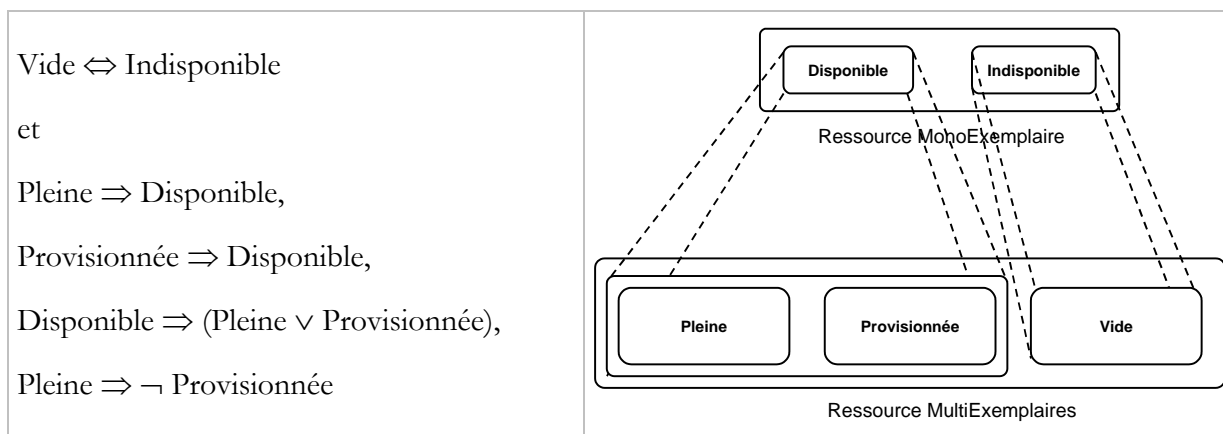 Vide ⇔ Indisponible
et
Pleine ⇒ Disponible,
Provisionnée ⇒ Disponible,
Disponible ⇒ (Pleine ∨ Provisionnée),
Pleine ⇒ ¬ Provisionnée
Disponible
Indisponible
Ressource MonoExemplaire
Pleine
Provisionnée
Vide
Ressource MultiExemplaires